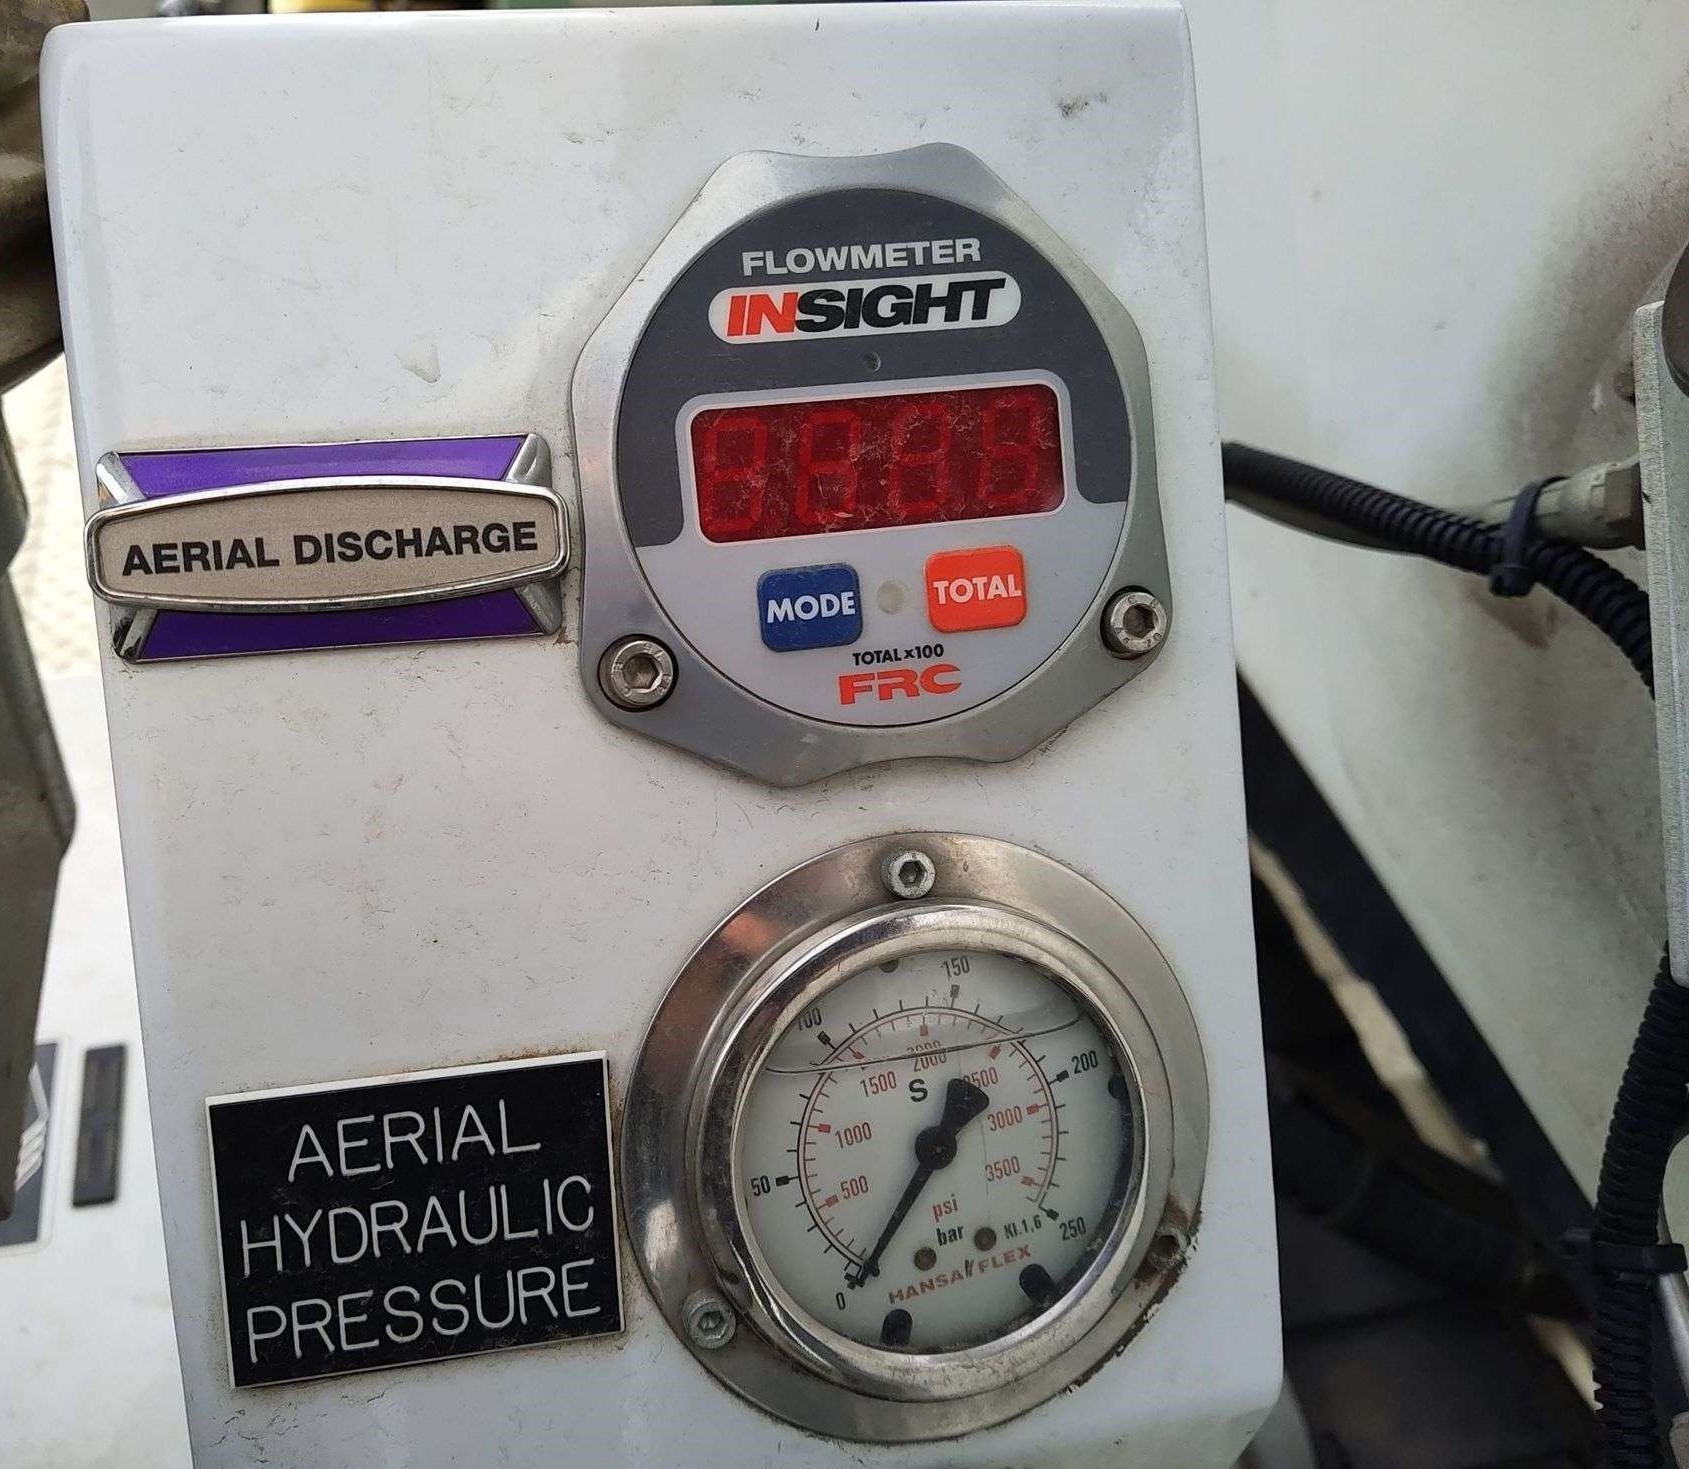 FLOWMETER
INSIGHT
AERIAL DISCHARGE
MODE
TOTAL
TOTAL x 100
FRC
AERIAL
HYDRAULIC
PRESSURE
0
50
100
150
200
250
500
1000
1500
2000
2500
3000
3500
S
psi
bar
Kl.1,6
HANSA FLEX